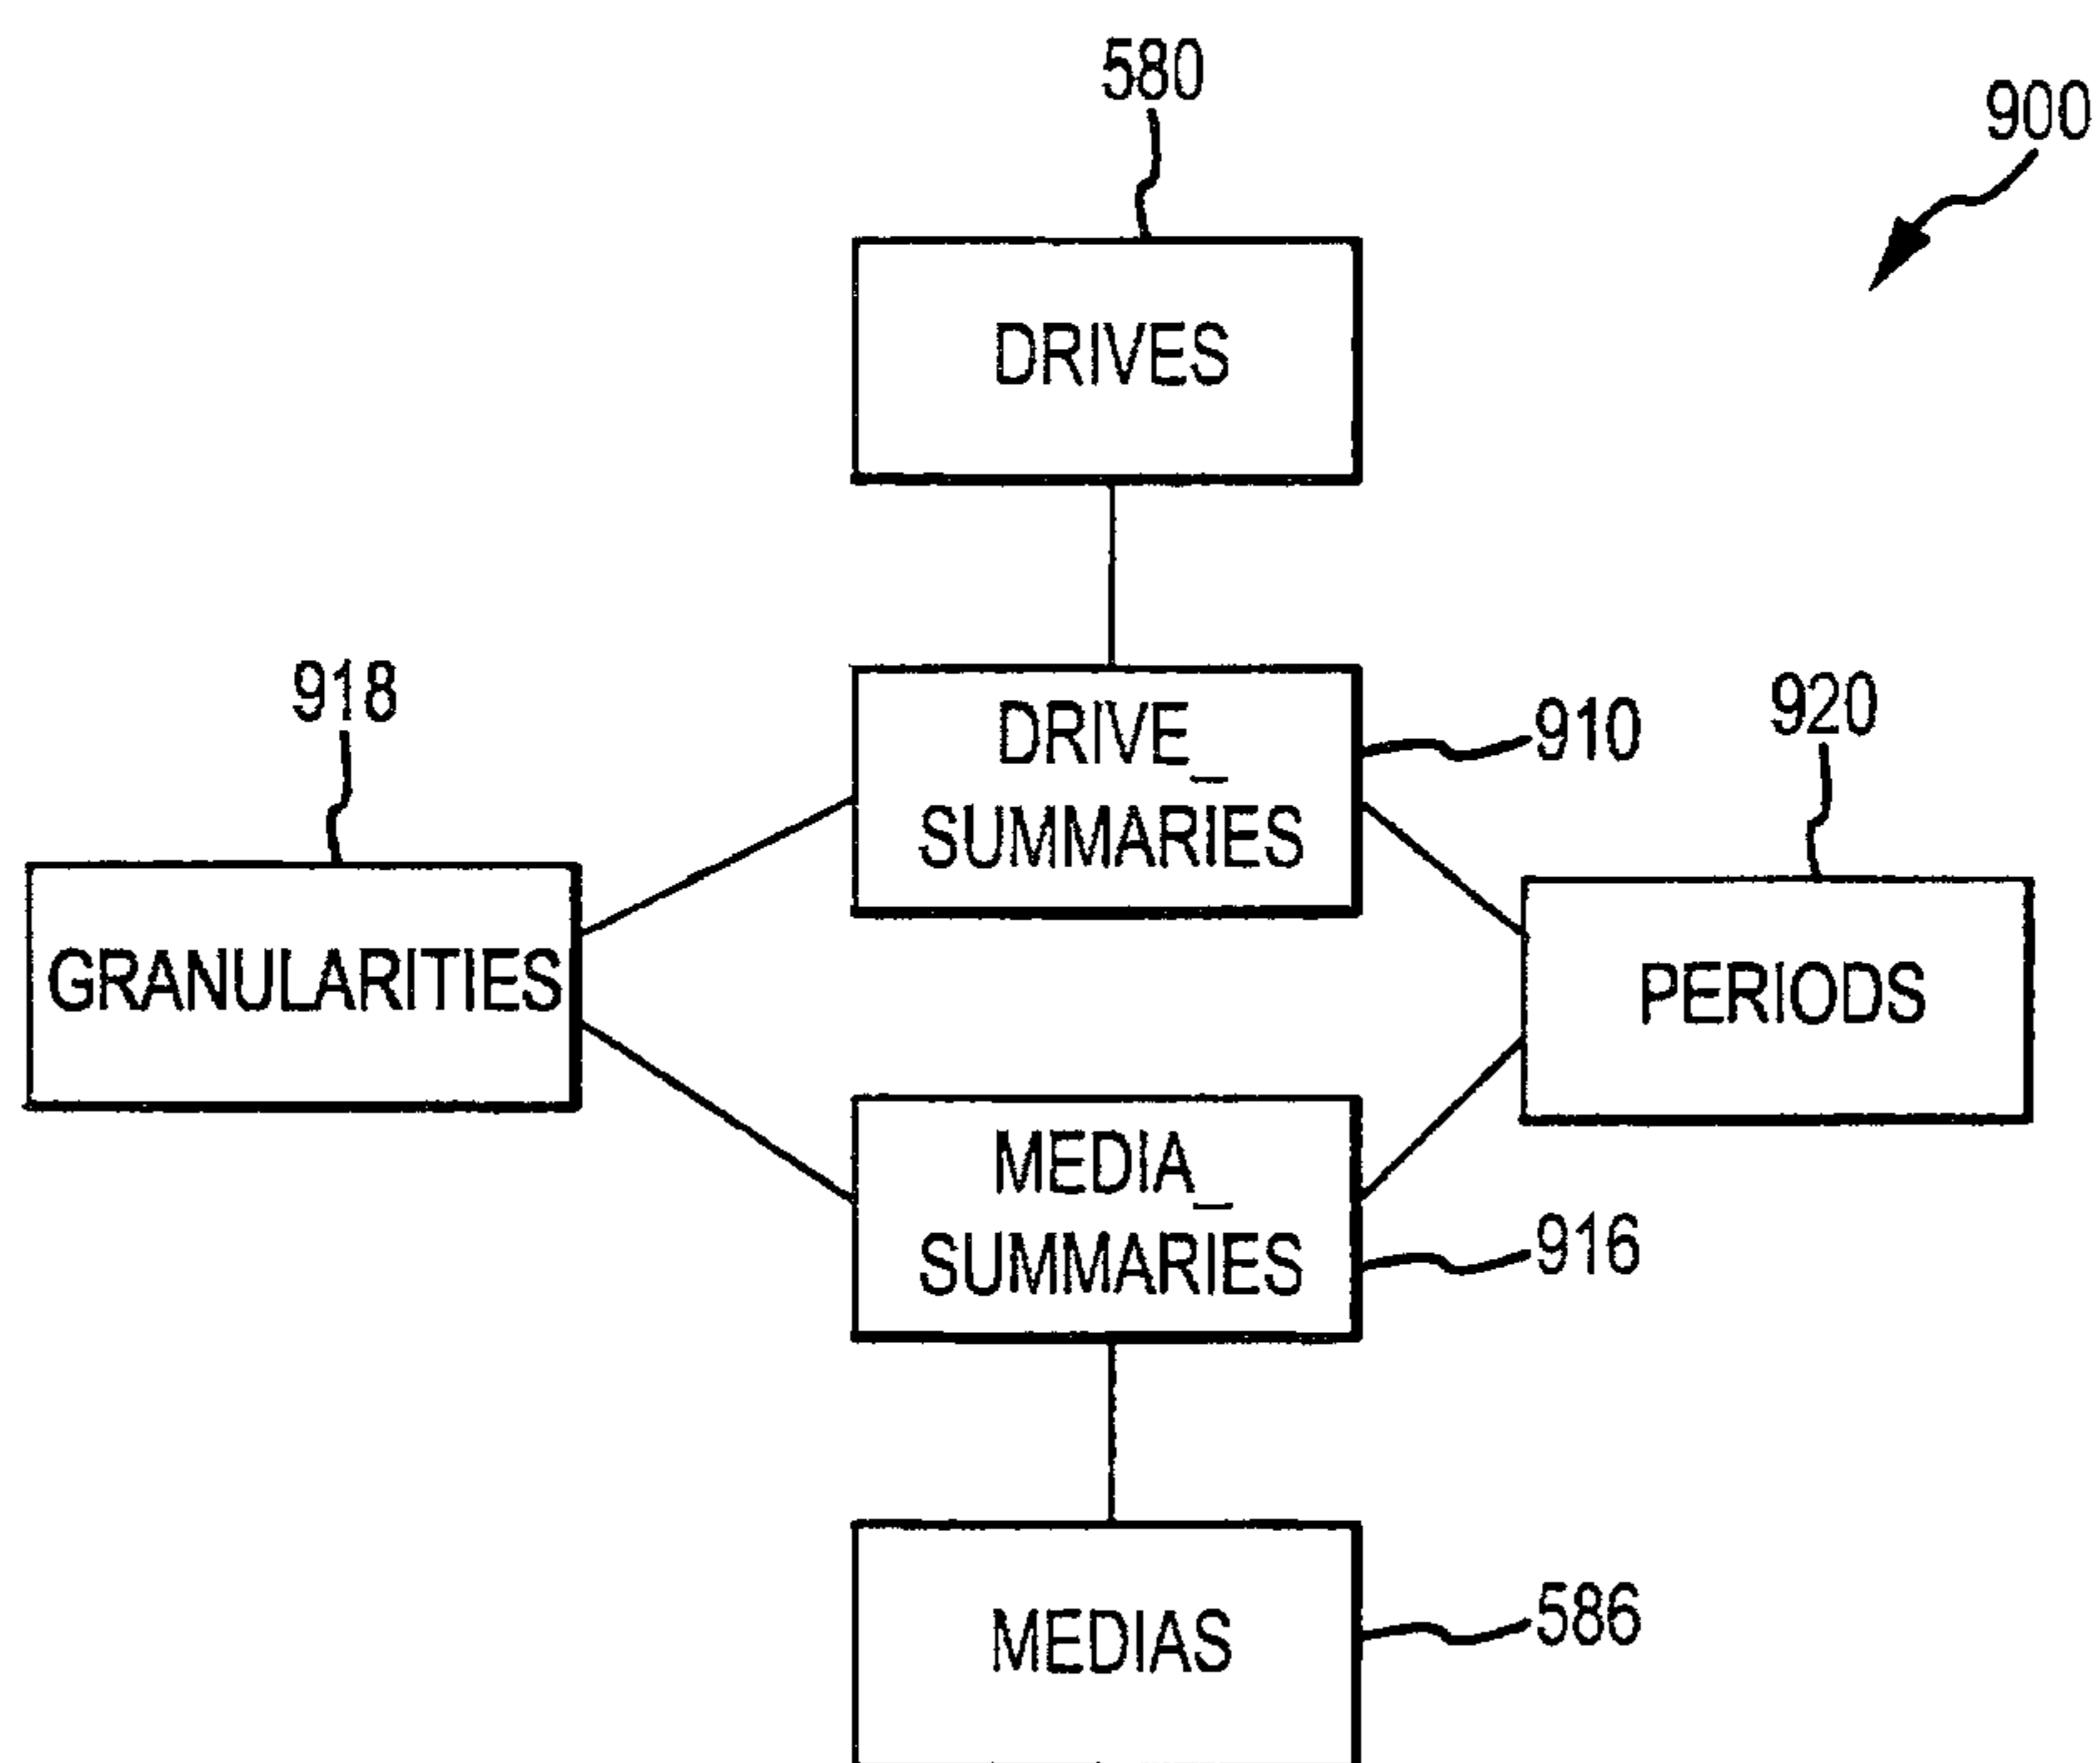 580
900
DRIVES
918
DRIVE_
SUMMARIES
910
920
GRANULARITIES
PERIODS
MEDIA_
SUMMARIES
916
MEDIAS
586